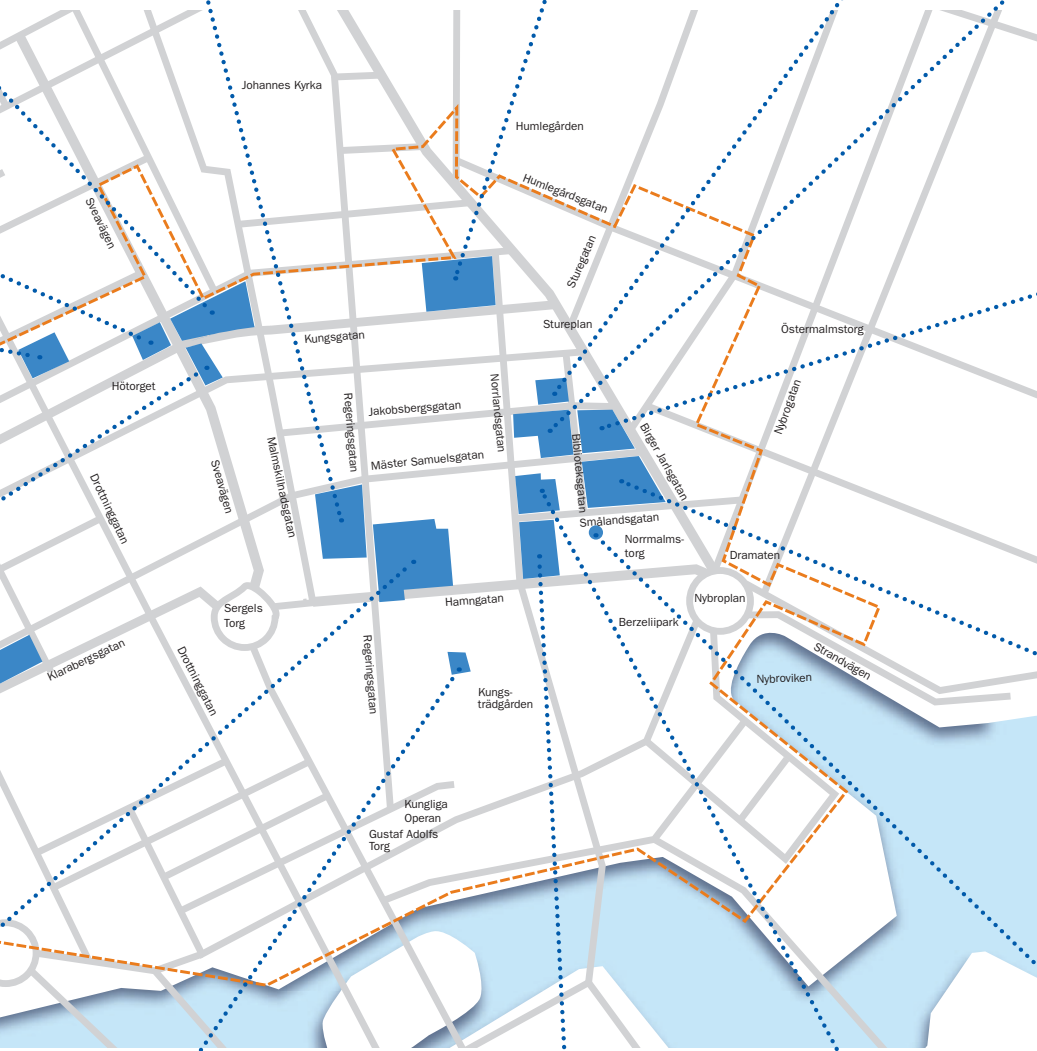 Johannes Kyrka
Humlegården
Humlegårdsgatan
Sveavägen
Sturegatan
Stureplan
Östermalmstorg
Kungsgatan
Hötorget
Jakobsbergsgatan
Norrlandsgatan
Regeringsgatan
Nybrogatan
Birger Jarlsgatan
Biblioteksgatan
Mäster Samuelsgatan
Malmskillnadsgatan
Sveavägen
Drottninggatan
Smålandsgatan
Norrmalms-
torg
Dramaten
Hamngatan
Nybroplan
Sergels
Torg
Berzeliipark
Klarabergsgatan
Drottninggatan
Regeringsgatan
Strandvägen
Nybroviken
Kungs-
trädgården
Kungliga
Operan
Gustaf Adolfs
Torg